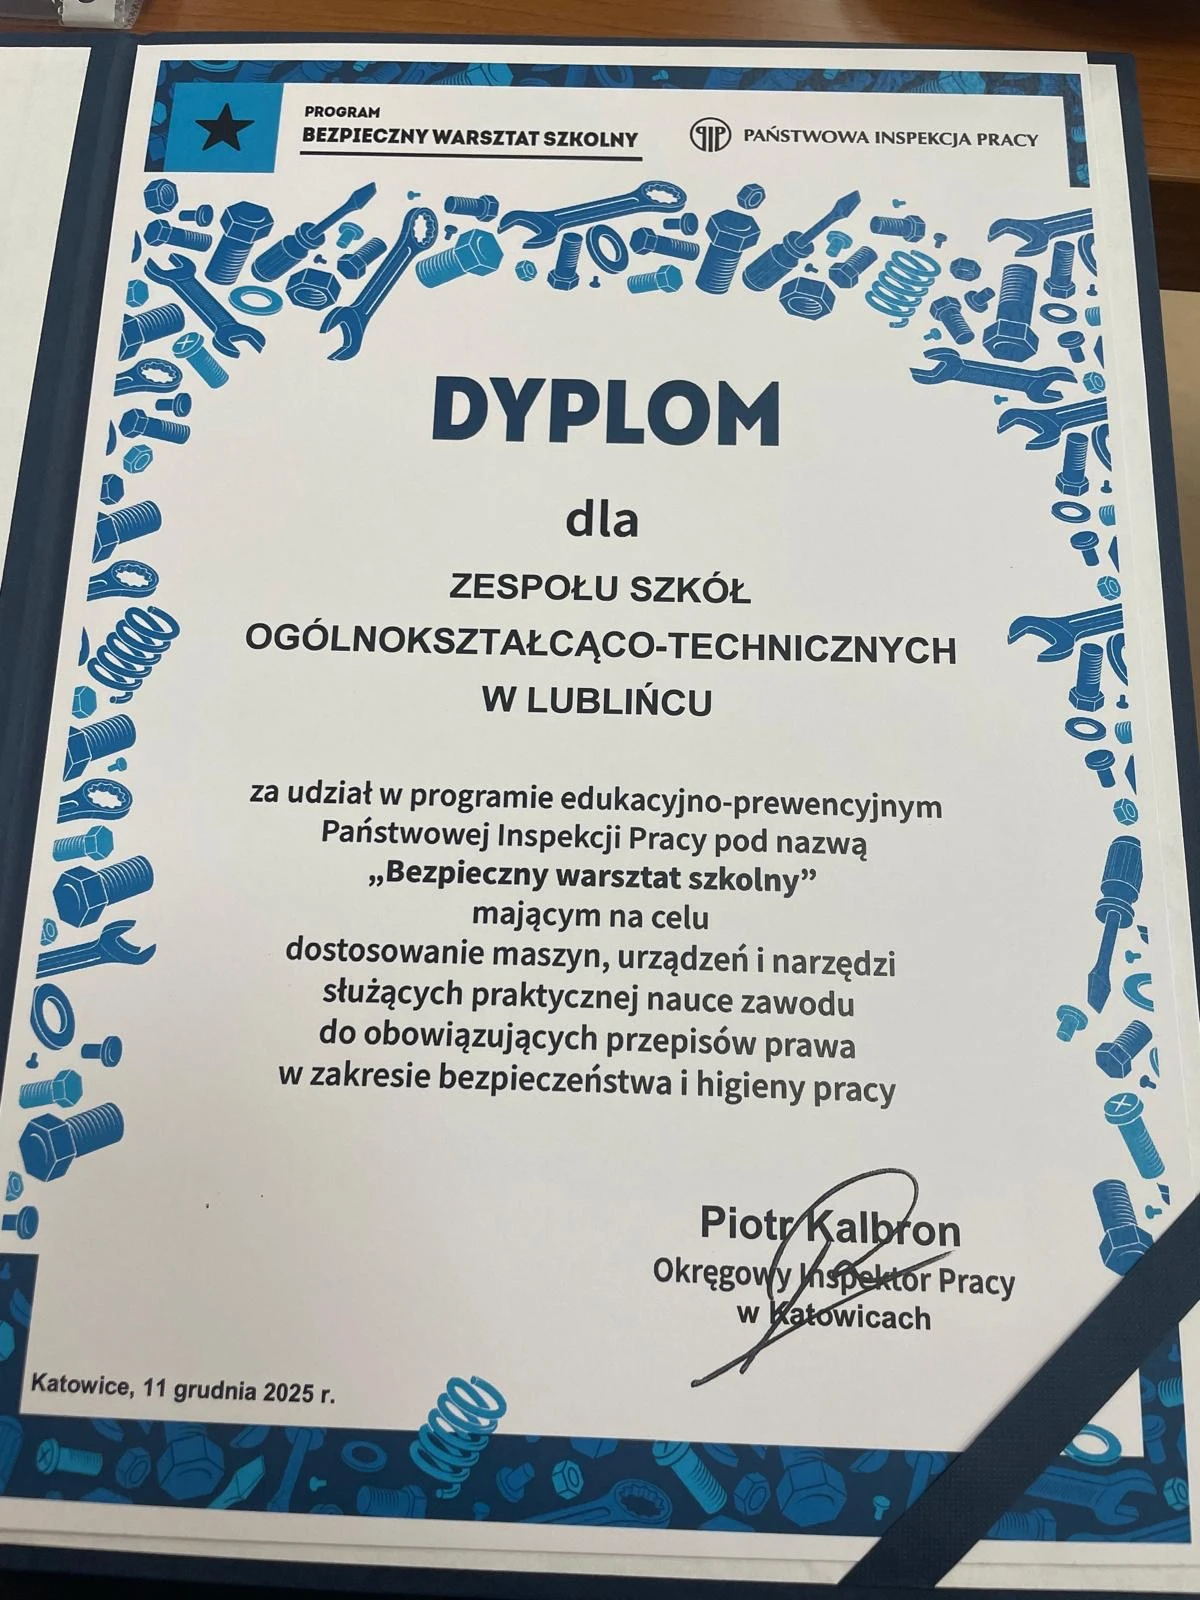 PROGRAM
BEZPIECZNY WARSZTAT SZKOLNY
PIP PAŃSTWOWA INSPEKCJA PRACY
DYPLOM
dla
ZESPOŁU SZKÓŁ
OGÓLNOKSZTAŁCĄCO-TECHNICZNYCH
W LUBLIŃCU
za udział w programie edukacyjno-prewencyjnym
Państwowej Inspekcji Pracy pod nazwą
„Bezpieczny warsztat szkolny”
mającym na celu
dostosowanie maszyn, urządzeń i narzędzi
służących praktycznej nauce zawodu
do obowiązujących przepisów prawa
w zakresie bezpieczeństwa i higieny pracy
Piotr Kalbron
Okręgowy Inspektor Pracy
w Katowicach
Katowice, 11 grudnia 2025 r.